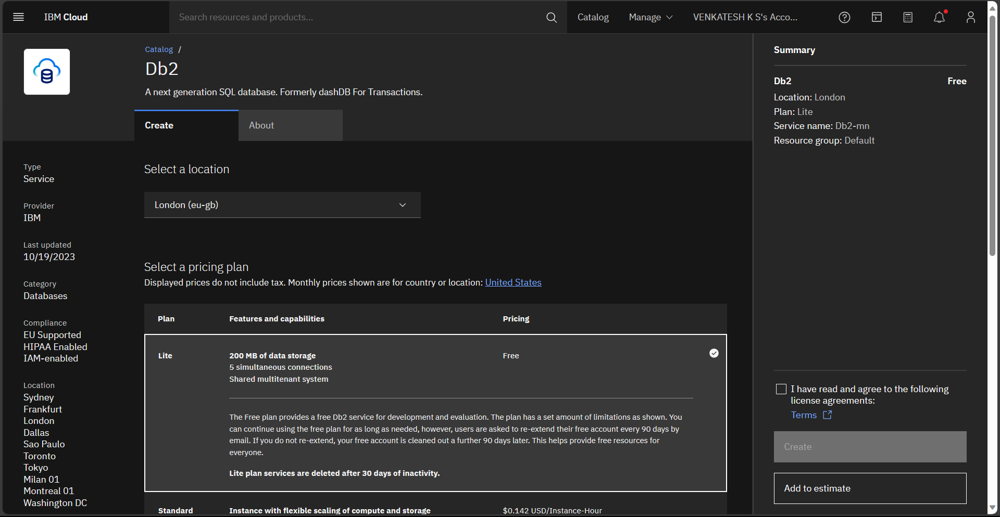 IBM Cloud
Search resources and products...
Catalog
Manage
VENKATESH K S's Acco...
Catalog /
Db2
A next generation SQL database. Formerly dashDB For Transactions.
Create
About
Type
Service
Provider
IBM
Last updated
10/19/2023
Category
Databases
Compliance
EU Supported
HIPAA Enabled
IAM-enabled
Location
Sydney
Frankfurt
London
Dallas
Sao Paulo
Toronto
Tokyo
Milan 01
Montreal 01
Washington DC
Select a location
London (eu-gb)
Select a pricing plan
Displayed prices do not include tax. Monthly prices shown are for country or location: United States
Plan Features and capabilities Pricing
Lite 200 MB of data storage Free
5 simultaneous connections
Shared multitenant system
The Free plan provides a free Db2 service for development and evaluation. The plan has a set amount of limitations as shown. You
can continue using the free plan for as long as needed, however, users are asked to re-extend their free account every 90 days by
email. If you do not re-extend, your free account is cleaned out a further 90 days later. This helps provide free resources for
everyone.
Lite plan services are deleted after 30 days of inactivity.
Standard Instance with flexible scaling of compute and storage $0.142 USD/Instance-Hour
Summary
Db2 Free
Location: London
Plan: Lite
Service name: Db2-mn
Resource group: Default
I have read and agree to the following
license agreements:
Terms
Create
Add to estimate